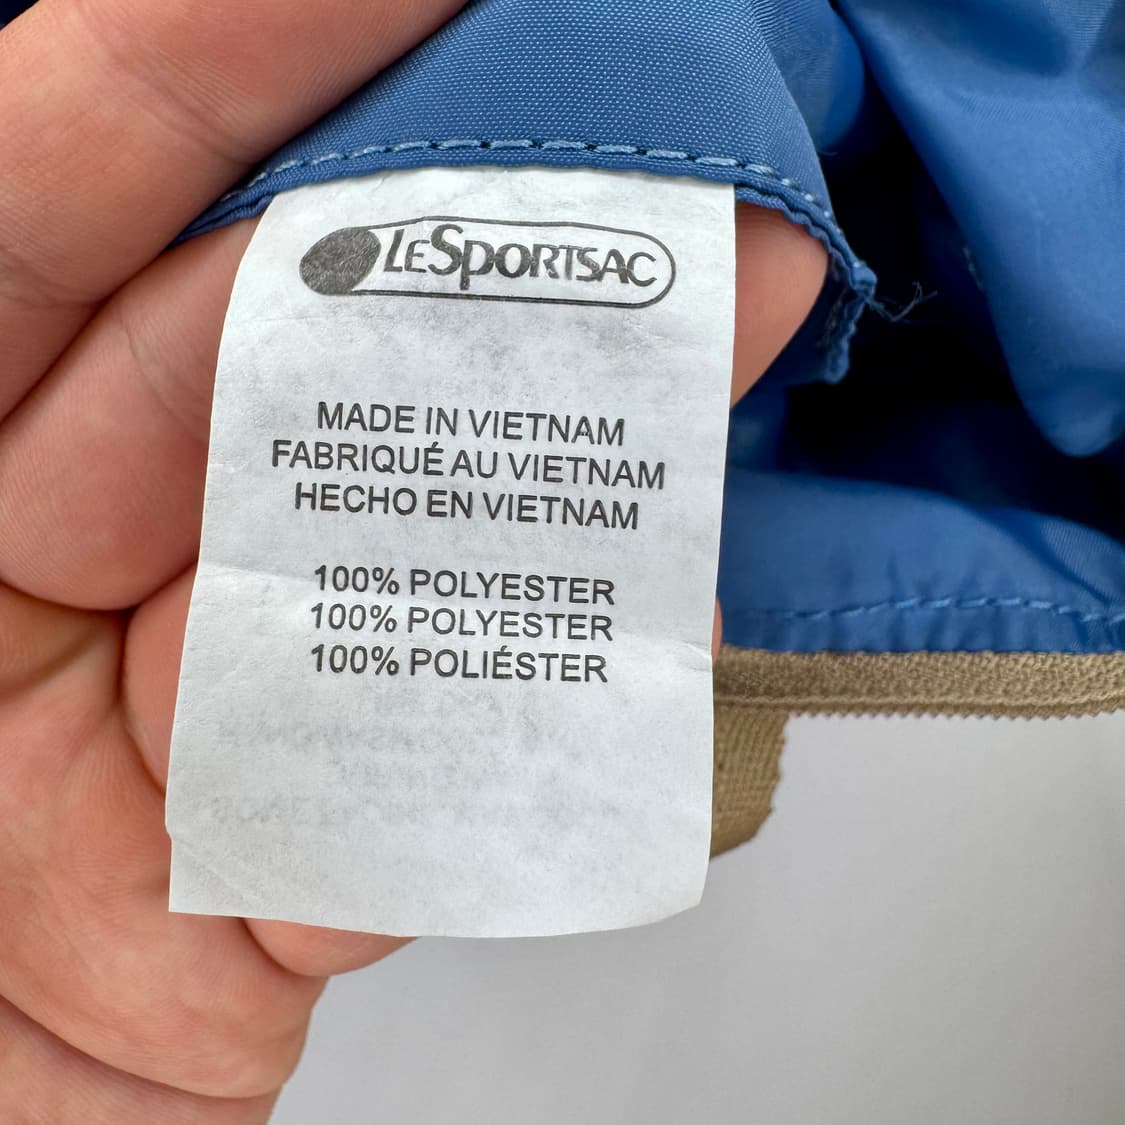 LESPORTSAC
MADE IN VIETNAM
FABRIQUÉ AU VIETNAM
HECHO EN VIETNAM
100% POLYESTER
100% POLYESTER
100% POLIÉSTER